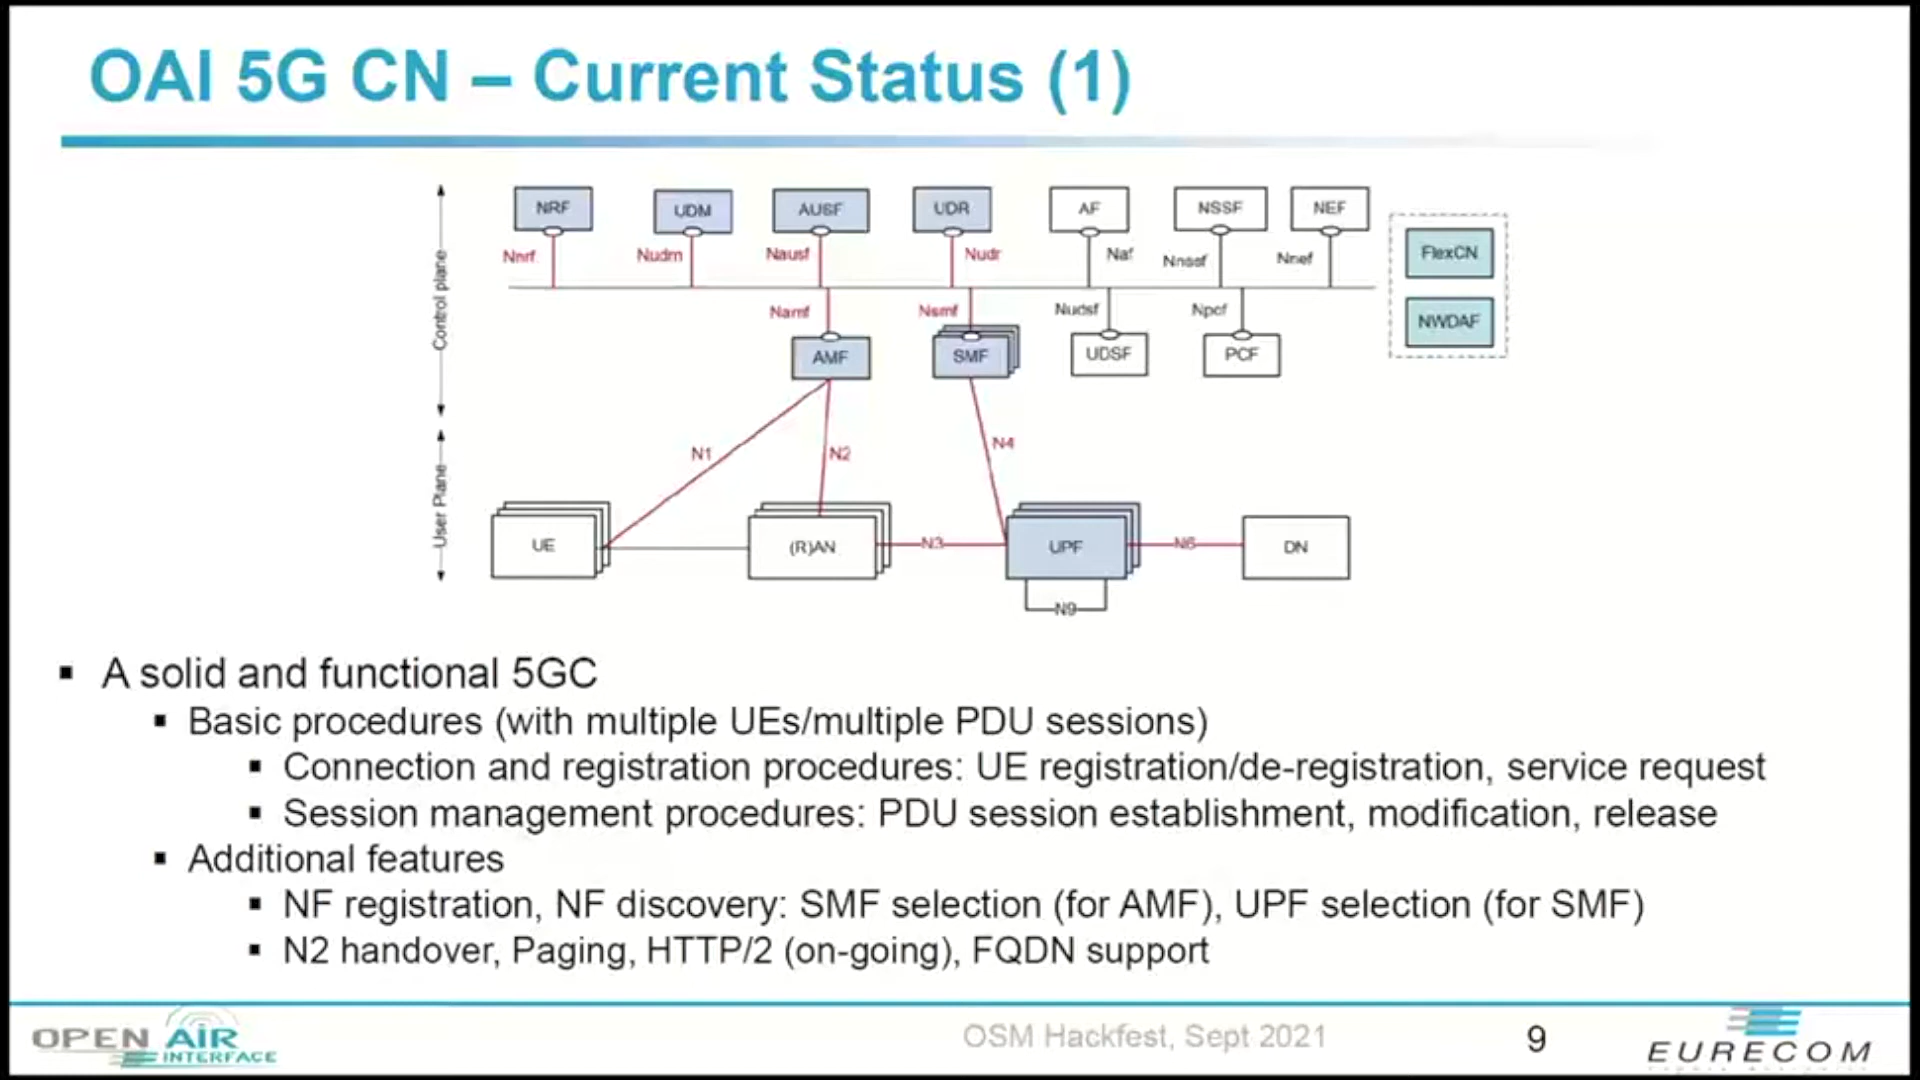 OAI 5G CN – Current Status (1)
NRF
UDM
AUSF
UDR
AF
NSSF
NEF
Nnrf
Nudm
Nausf
Nudr
Naf
Nnssf
Nnef
FlexCN
NWDAF
Control plane
Namf
Nsmf
Nudsf
Npcf
AMF
SMF
UDSF
PCF
N1
N2
N4
User Plane
UE
(R)AN
N3
UPF
N6
DN
N9
▪ A solid and functional 5GC
▪ Basic procedures (with multiple UEs/multiple PDU sessions)
▪ Connection and registration procedures: UE registration/de-registration, service request
▪ Session management procedures: PDU session establishment, modification, release
▪ Additional features
▪ NF registration, NF discovery: SMF selection (for AMF), UPF selection (for SMF)
▪ N2 handover, Paging, HTTP/2 (on-going), FQDN support
OPEN AIR
INTERFACE
OSM Hackfest, Sept 2021
9
EURECOM